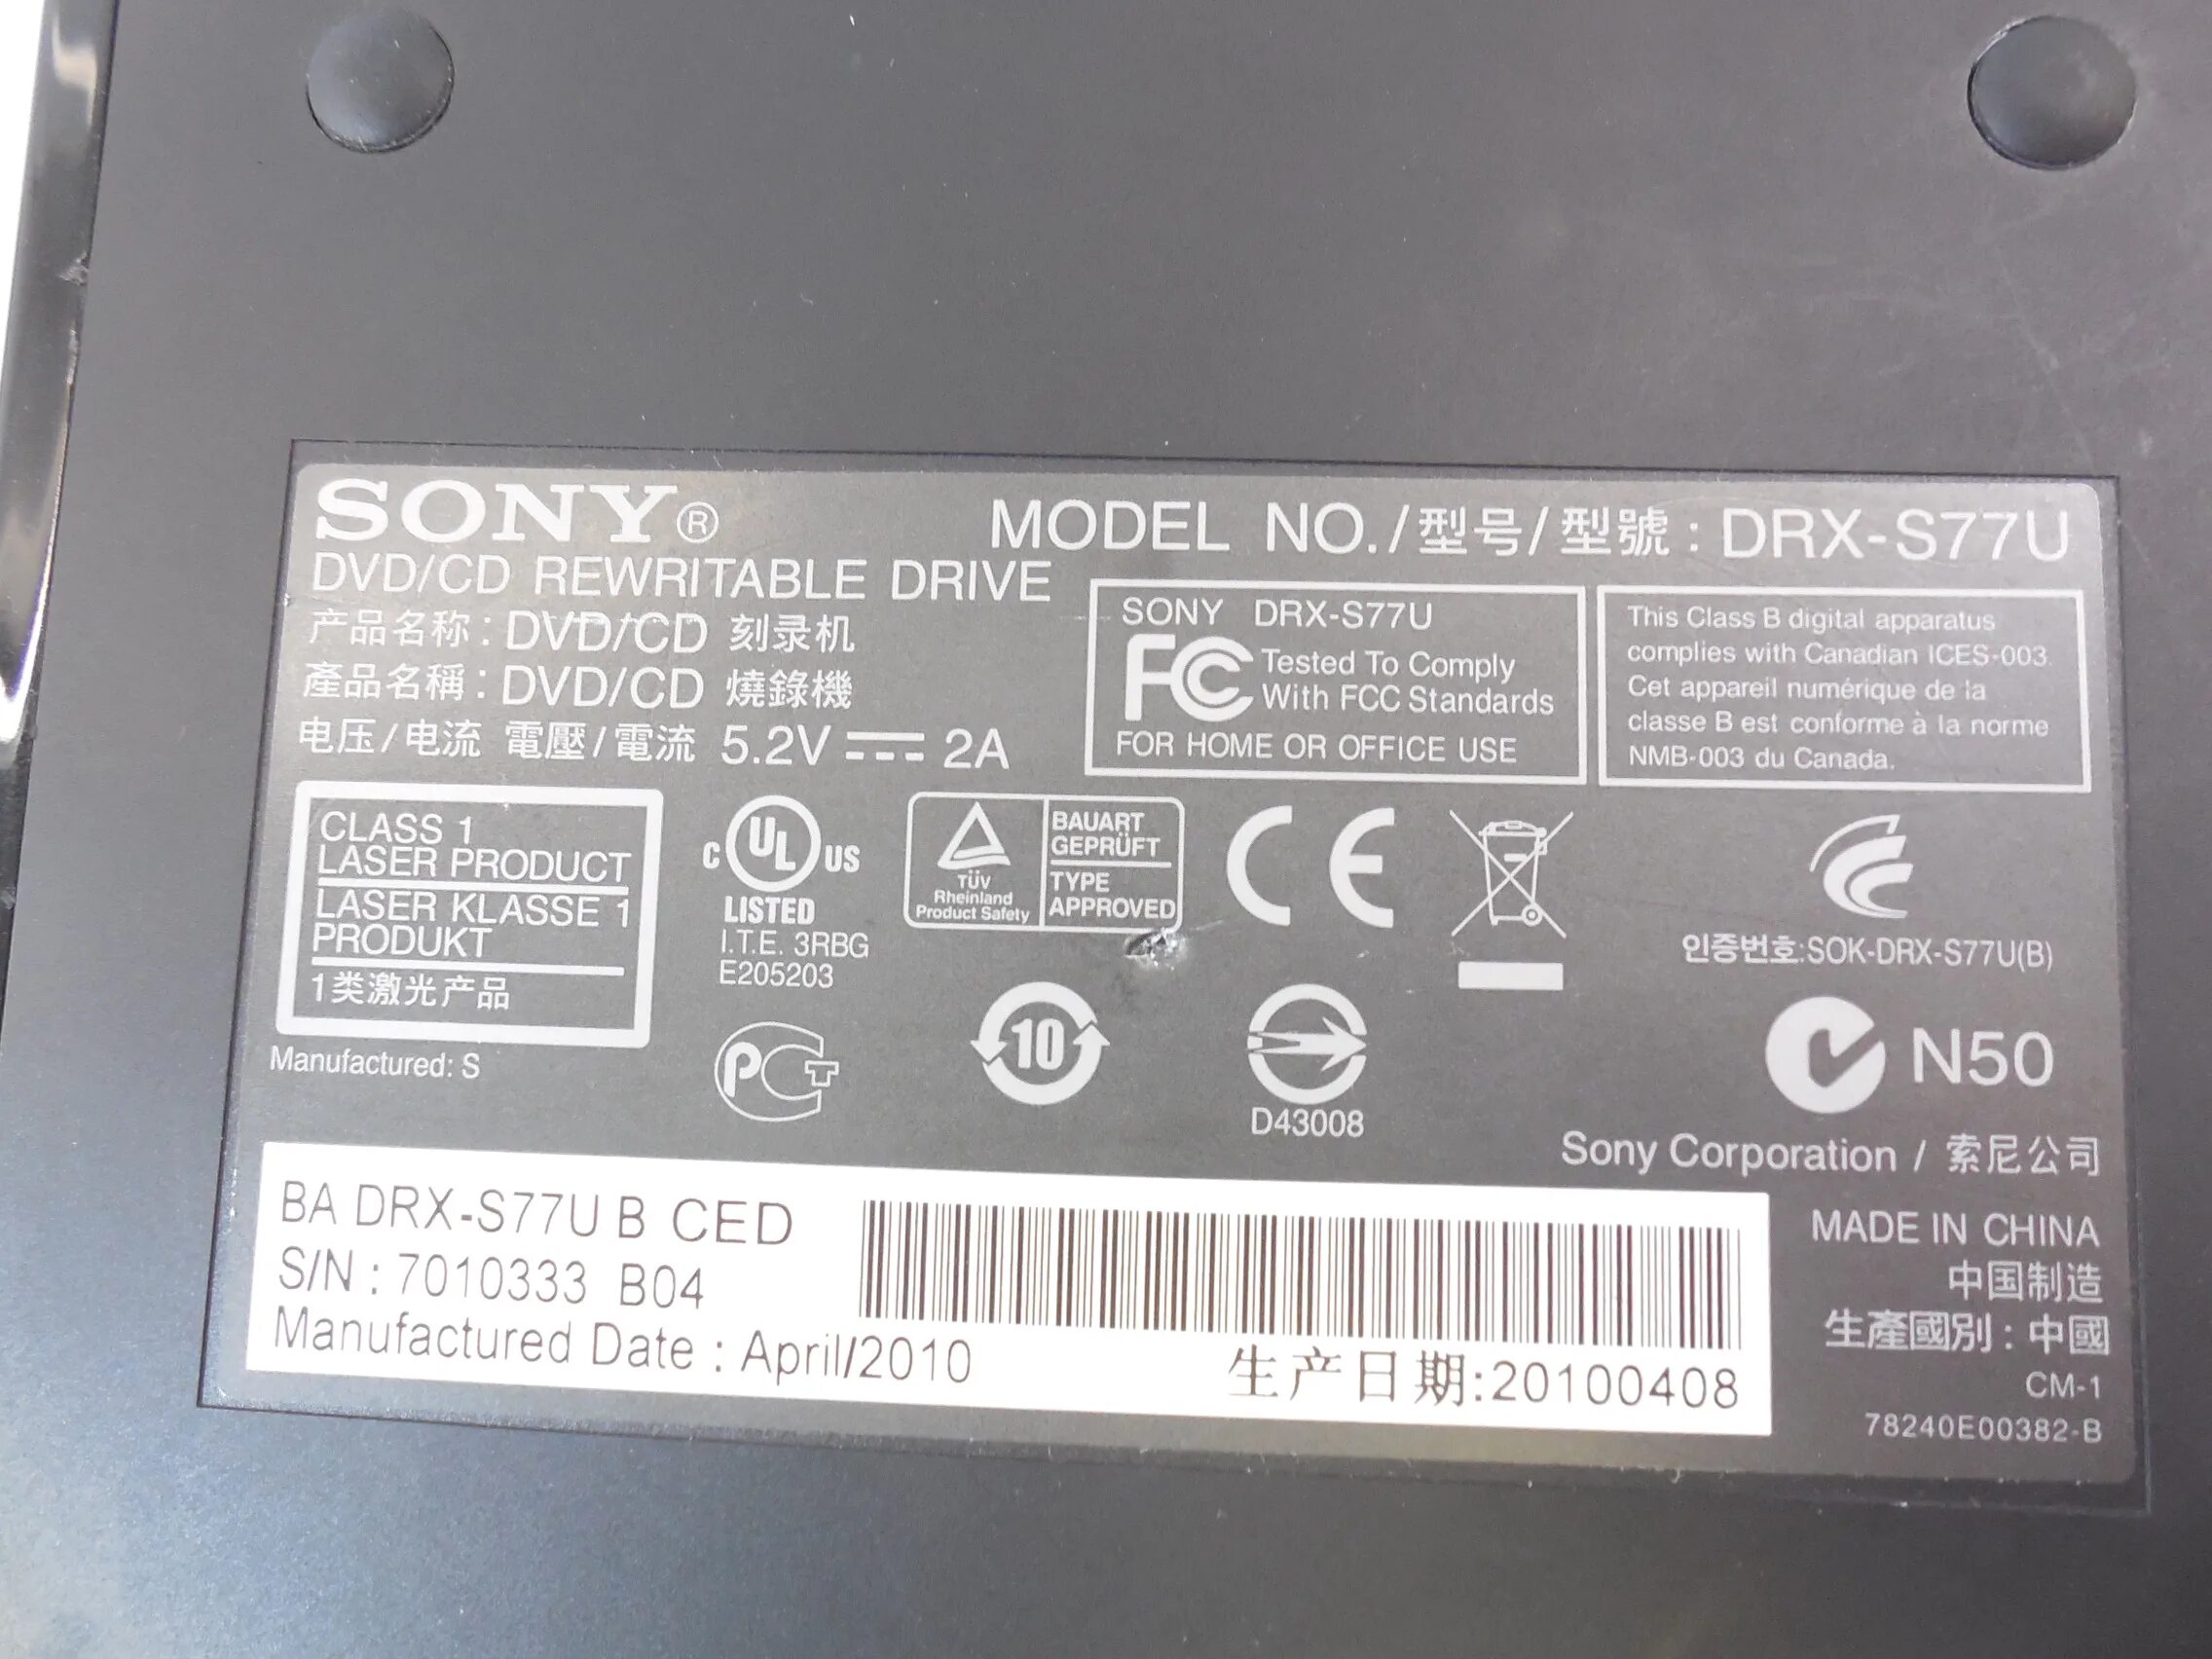 SONY®
MODEL NO./型号/型號: DRX-S77U
DVD/CD REWRITABLE DRIVE
产品名称: DVD/CD 刻录机
產品名稱: DVD/CD 燒錄機
电压/电流 電壓/電流 5.2V 2A
SONY DRX-S77U
FC Tested To Comply
With FCC Standards
FOR HOME OR OFFICE USE
This Class B digital apparatus
complies with Canadian ICES-003.
Cet appareil numérique de la
classe B est conforme à la norme
NMB-003 du Canada.
CLASS 1
LASER PRODUCT
LASER KLASSE 1
PRODUKT
1类激光产品
Manufactured: S
C UL US
LISTED
I.T.E. 3RBG
E205203
TÜV
Rheinland
Product Safety
BAUART
GEPRÜFT
TYPE
APPROVED
CE
인증번호:SOK-DRX-S77U(B)
PCT
10
D43008
N50
Sony Corporation / 索尼公司
BA DRX-S77U B CED
S/N : 7010333 B04
Manufactured Date : April/2010
生产日期:20100408
MADE IN CHINA
中国制造
生產國別: 中國
CM-1
78240E00382-B